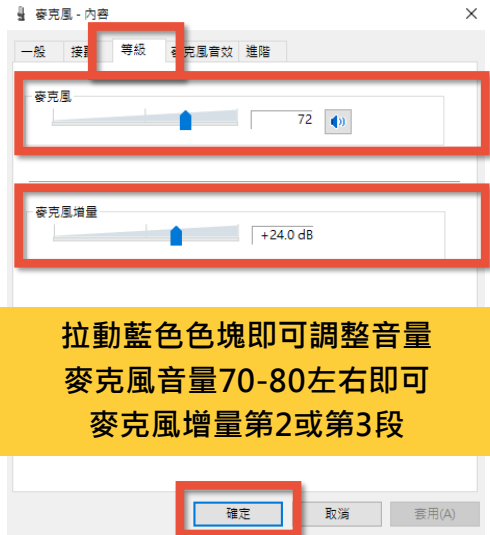 麥克風 - 內容
一般 接 等級 麥克風音效 進階
麥克風
72
麥克風增量
+24.0 dB
拉動藍色色塊即可調整音量
麥克風音量70-80左右即可
麥克風增量第2或第3段
確定 取消 套用(A)